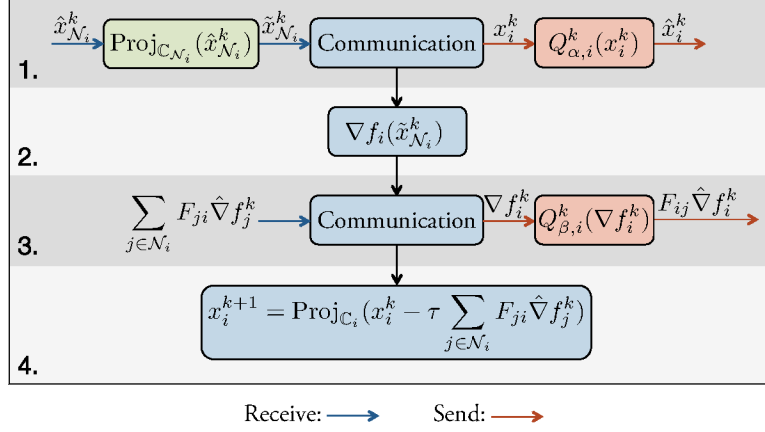 x̂^k_{𝒩_i} Proj_{ℂ_{𝒩_i}}(x̂^k_{𝒩_i}) x̃^k_{𝒩_i} Communication x^k_i Q^k_{α,i}(x^k_i) x̂^k_i
1.
∇f_i(x̃^k_{𝒩_i})
2.
∑_{j∈𝒩_i} F_{ji}∇̂f^k_j Communication ∇f^k_i Q^k_{β,i}(∇f^k_i) F_{ij}∇̂f^k_i
3.
x^{k+1}_i = Proj_{ℂ_i}(x^k_i − τ ∑_{j∈𝒩_i} F_{ji}∇̂f^k_j)
4.
Receive: Send: